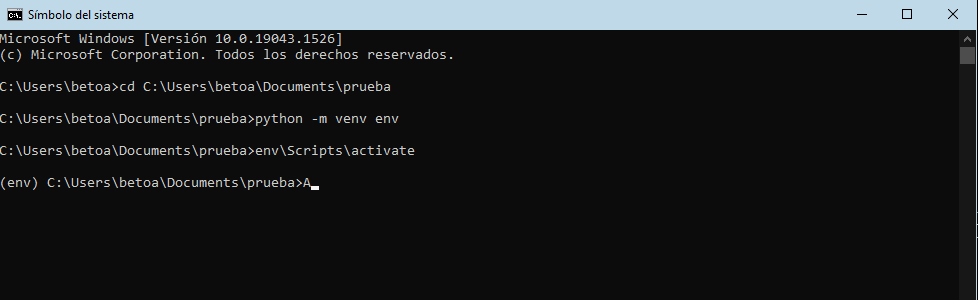 Símbolo del sistema
Microsoft Windows [Versión 10.0.19043.1526]
(c) Microsoft Corporation. Todos los derechos reservados.
C:\Users\betoa>cd C:\Users\betoa\Documents\prueba
C:\Users\betoa\Documents\prueba>python -m venv env
C:\Users\betoa\Documents\prueba>env\Scripts\activate
(env) C:\Users\betoa\Documents\prueba>A